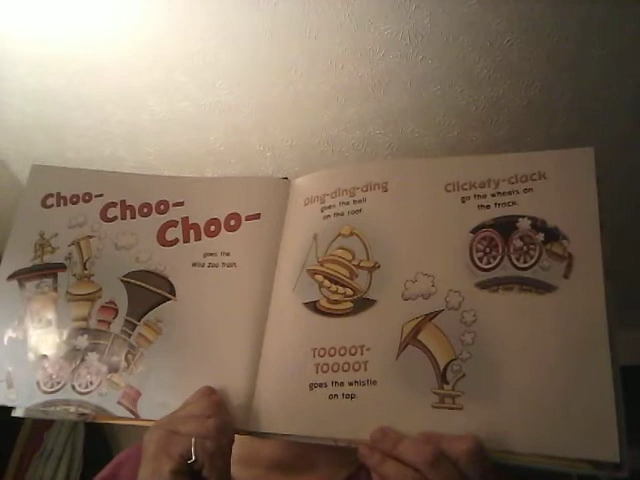 Choo-
Choo-
Choo-
goes the
Wild Zoo Train.
Ding-ding-ding
goes the bell
on the roof.
Clickaty-clack
go the wheels on
the track.
TOOOOT-
TOOOOT
goes the whistle
on top.